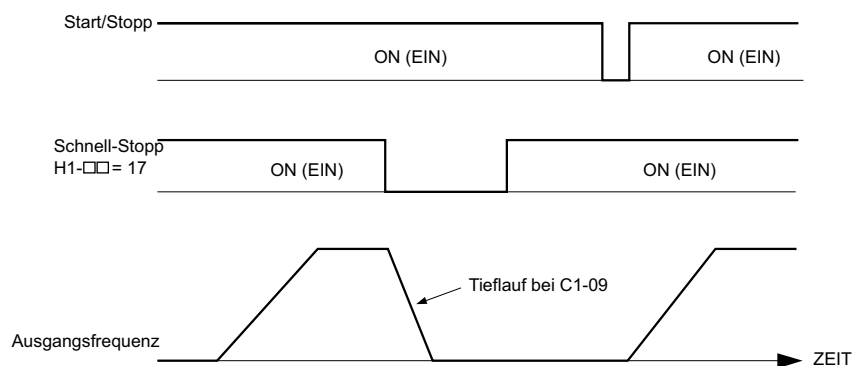 Start/Stopp
ON (EIN)
ON (EIN)
Schnell-Stopp
H1-□□= 17
ON (EIN)
ON (EIN)
Tieflauf bei C1-09
Ausgangsfrequenz
ZEIT